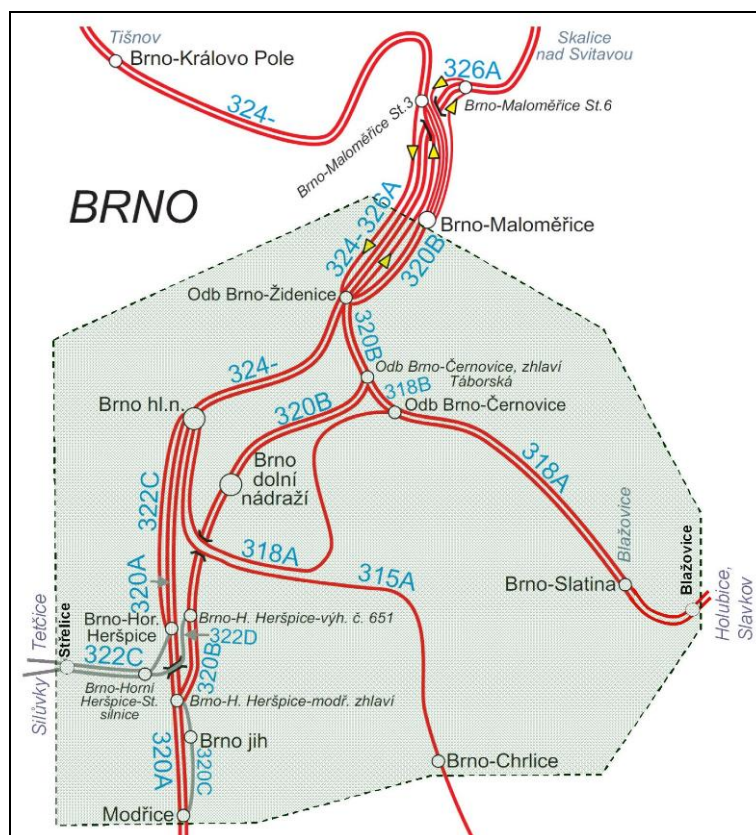 Tišnov
Brno-Královo Pole
Skalice
nad Svitavou
326A
Brno-Maloměřice St.3
Brno-Maloměřice St.6
324-
BRNO
324- 326A
Brno-Maloměřice
320B
Odb Brno-Židenice
320B
324-
Odb Brno-Černovice, zhlaví
Táborská
318B
Brno hl.n.
320B
Odb Brno-Černovice
322C
Brno
dolní
nádraží
318A
Blažovice
318A
315A
320A
Brno-Slatina
Blažovice
Holubice,
Slavkov
Brno-Hor.
Heršpice
Brno-H. Heršpice-výh. č. 651
322D
Silůvky Tetčice
Střelice
322C
320B
Brno-Horní
Heršpice-St.
silnice
Brno-H. Heršpice-modř. zhlaví
320A
Brno jih
320C
Brno-Chrlice
Modřice